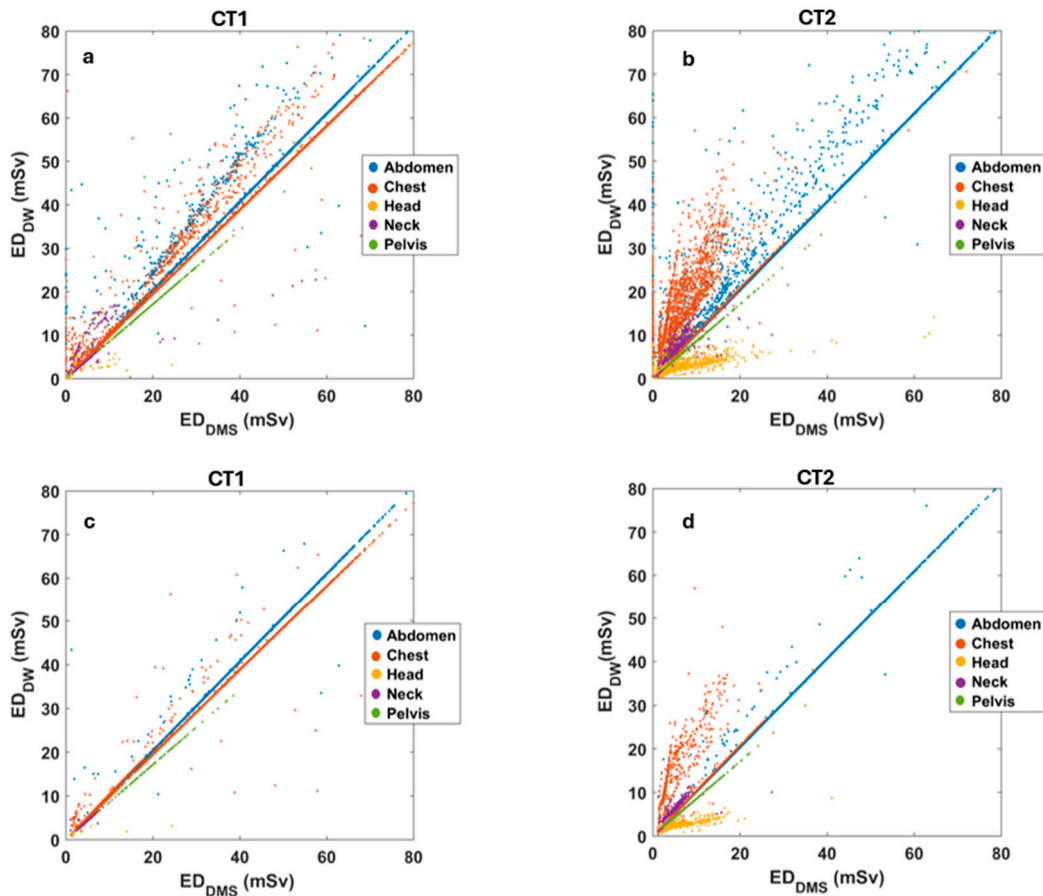 CT1
a
80
70
60
50
40
30
20
10
0
ED_DW (mSv)
0 20 40 60 80
ED_DMS (mSv)
Abdomen
Chest
Head
Neck
Pelvis
CT2
b
80
70
60
50
40
30
20
10
0
ED_DW (mSv)
0 20 40 60 80
ED_DMS (mSv)
Abdomen
Chest
Head
Neck
Pelvis
CT1
c
80
70
60
50
40
30
20
10
0
ED_DW (mSv)
0 20 40 60 80
ED_DMS (mSv)
Abdomen
Chest
Head
Neck
Pelvis
CT2
d
80
70
60
50
40
30
20
10
0
ED_DW(mSv)
0 20 40 60 80
ED_DMS (mSv)
Abdomen
Chest
Head
Neck
Pelvis